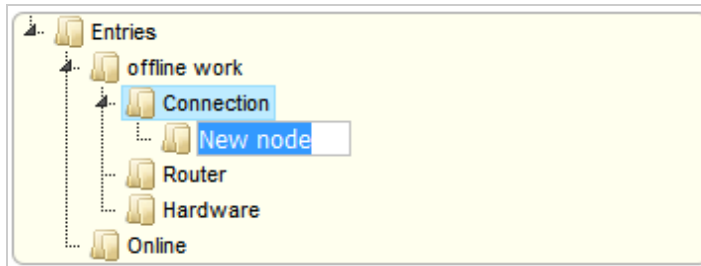 Entries
offline work
Connection
New node
Router
Hardware
Online